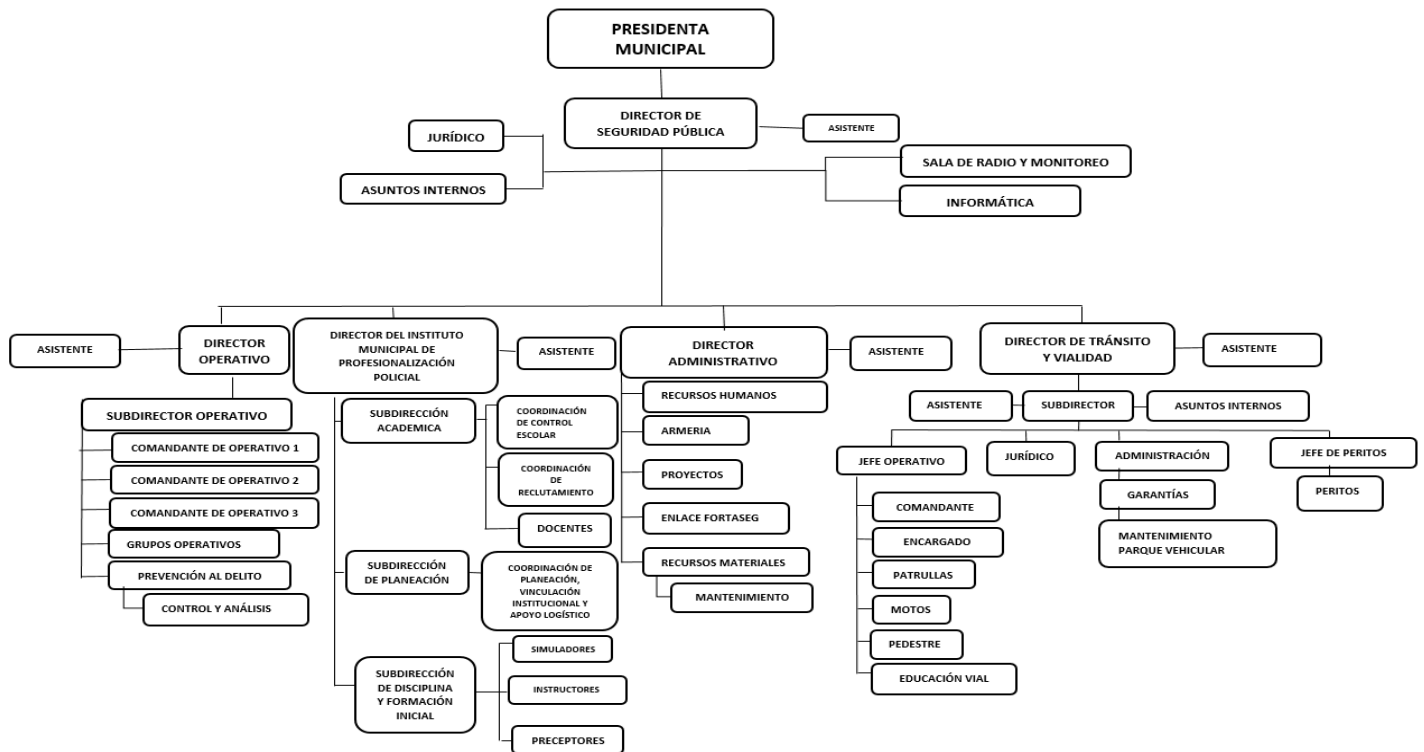 PRESIDENTA
MUNICIPAL
DIRECTOR DE
SEGURIDAD PÚBLICA
ASISTENTE
JURÍDICO
ASUNTOS INTERNOS
SALA DE RADIO Y MONITOREO
INFORMÁTICA
ASISTENTE
DIRECTOR
OPERATIVO
SUBDIRECTOR OPERATIVO
COMANDANTE DE OPERATIVO 1
COMANDANTE DE OPERATIVO 2
COMANDANTE DE OPERATIVO 3
GRUPOS OPERATIVOS
PREVENCIÓN AL DELITO
CONTROL Y ANÁLISIS
DIRECTOR DEL INSTITUTO
MUNICIPAL DE
PROFESIONALIZACIÓN
POLICIAL
ASISTENTE
SUBDIRECCIÓN
ACADEMICA
COORDINACIÓN
DE CONTROL
ESCOLAR
COORDINACIÓN
DE
RECLUTAMIENTO
DOCENTES
SUBDIRECCIÓN
DE PLANEACIÓN
COORDINACIÓN DE
PLANEACIÓN,
VINCULACIÓN
INSTITUCIONAL Y
APOYO LOGÍSTICO
SUBDIRECCIÓN
DE DISCIPLINA
Y FORMACIÓN
INICIAL
SIMULADORES
INSTRUCTORES
PRECEPTORES
DIRECTOR
ADMINISTRATIVO
ASISTENTE
RECURSOS HUMANOS
ARMERIA
PROYECTOS
ENLACE FORTASEG
RECURSOS MATERIALES
MANTENIMIENTO
DIRECTOR DE TRÁNSITO
Y VIALIDAD
ASISTENTE
ASISTENTE
SUBDIRECTOR
ASUNTOS INTERNOS
JEFE OPERATIVO
COMANDANTE
ENCARGADO
PATRULLAS
MOTOS
PEDESTRE
EDUCACIÓN VIAL
JURÍDICO
ADMINISTRACIÓN
GARANTÍAS
MANTENIMIENTO
PARQUE VEHICULAR
JEFE DE PERITOS
PERITOS